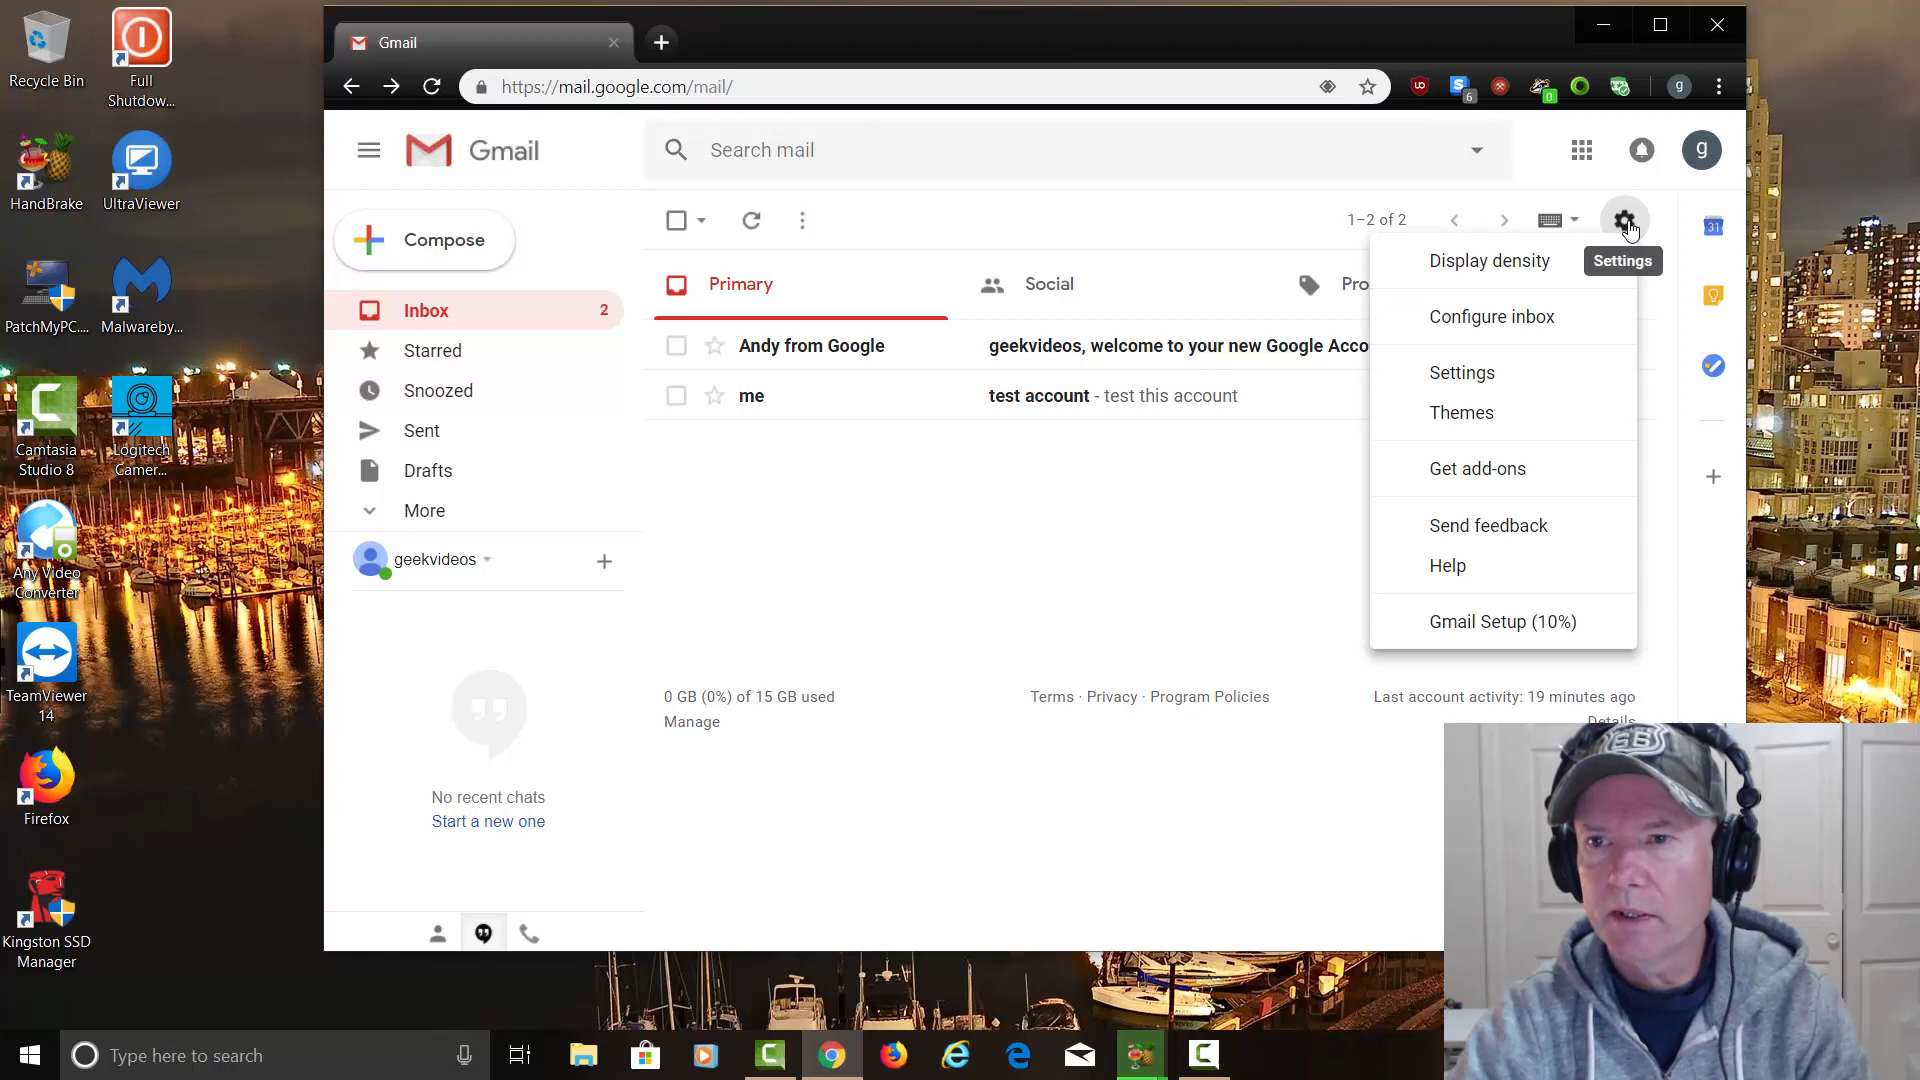 Recycle Bin
Full
Shutdow...
HandBrake
UltraViewer
PatchMyPC....
Malwareby...
Camtasia
Studio 8
Logitech
Camer...
Any Video
Converter
TeamViewer
14
Firefox
Kingston SSD
Manager
Gmail
https://mail.google.com/mail/
6
0
g
Gmail
Search mail
g
Compose
1–2 of 2
31
Settings
Inbox
2
Starred
Snoozed
Sent
Drafts
More
geekvideos
Primary
Social
Pro
Andy from Google
geekvideos, welcome to your new Google Acco
me
test account - test this account
Display density
Configure inbox
Settings
Themes
Get add-ons
Send feedback
Help
Gmail Setup (10%)
0 GB (0%) of 15 GB used
Manage
Terms · Privacy · Program Policies
Last account activity: 19 minutes ago
Details
No recent chats
Start a new one
66
Type here to search